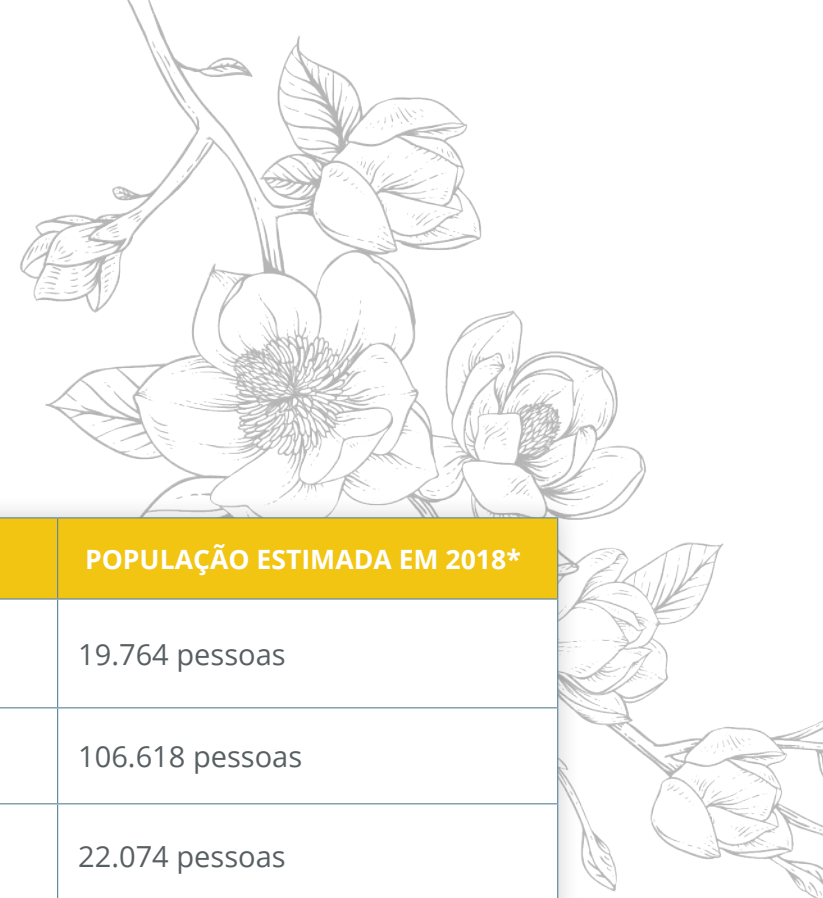 POPULAÇÃO ESTIMADA EM 2018*
19.764 pessoas
106.618 pessoas
22.074 pessoas